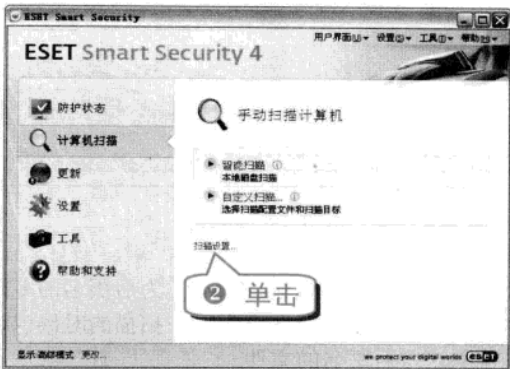 ESET Smart Security
用户界面(U)▾ 设置(S)▾ 工具(T)▾ 帮助(H)▾
ESET Smart Security 4
防护状态
计算机扫描
更新
设置
工具
帮助和支持
手动扫描计算机
智能扫描
本地磁盘扫描
自定义扫描...
选择扫描配置文件和扫描目标
扫描设置...
❷ 单击
显示:高级模式 更改...
we protect your digital worlds eseT